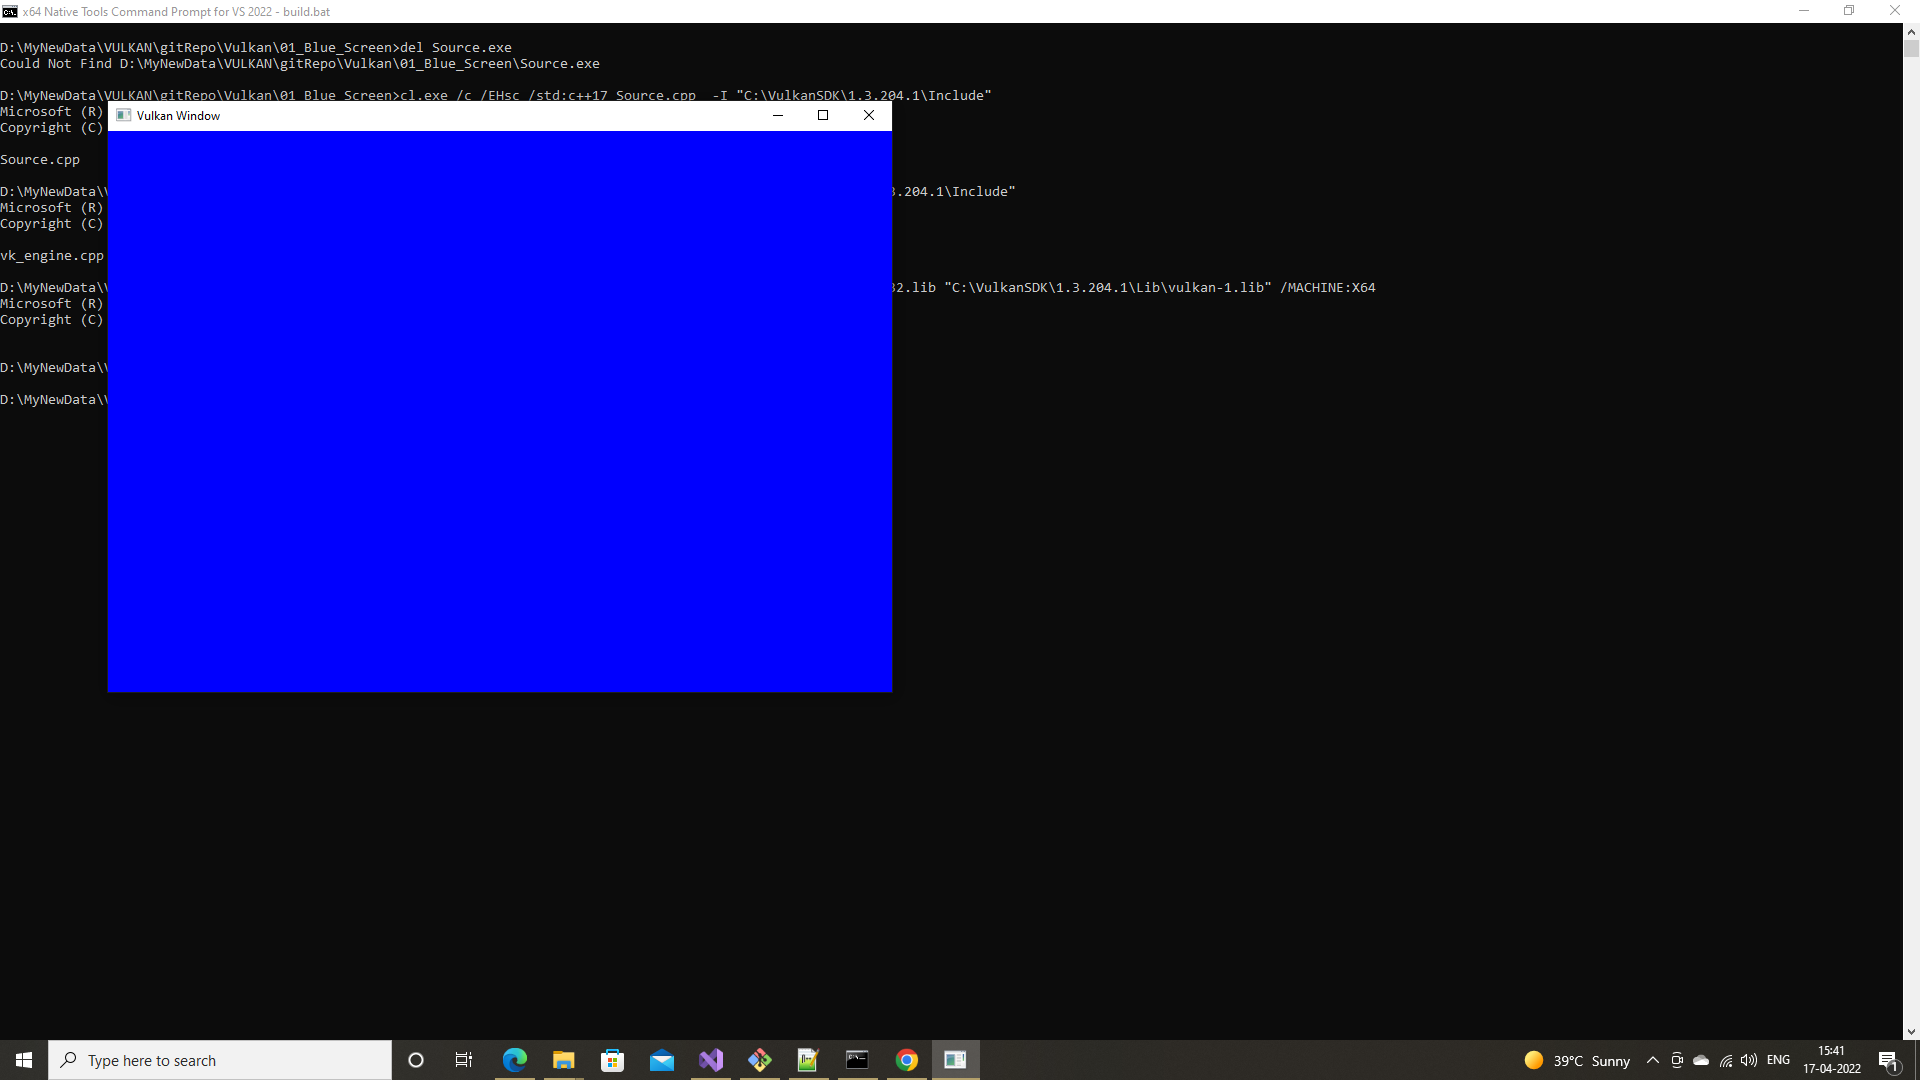 x64 Native Tools Command Prompt for VS 2022 - build.bat
D:\MyNewData\VULKAN\gitRepo\Vulkan\01_Blue_Screen>del Source.exe
Could Not Find D:\MyNewData\VULKAN\gitRepo\Vulkan\01_Blue_Screen\Source.exe
D:\MyNewData\VULKAN\gitRepo\Vulkan\01_Blue_Screen>cl.exe /c /EHsc /std:c++17 Source.cpp  -I "C:\VulkanSDK\1.3.204.1\Include"
Microsoft (R)
Vulkan Window
Copyright (C)
Source.cpp
D:\MyNewData\ .204.1\Include"
Microsoft (R)
Copyright (C)
vk_engine.cpp
D:\MyNewData\ 2.lib "C:\VulkanSDK\1.3.204.1\Lib\vulkan-1.lib" /MACHINE:X64
Microsoft (R)
Copyright (C)
D:\MyNewData\
D:\MyNewData\
Type here to search
39°C Sunny
ENG
15:41
17-04-2022
1